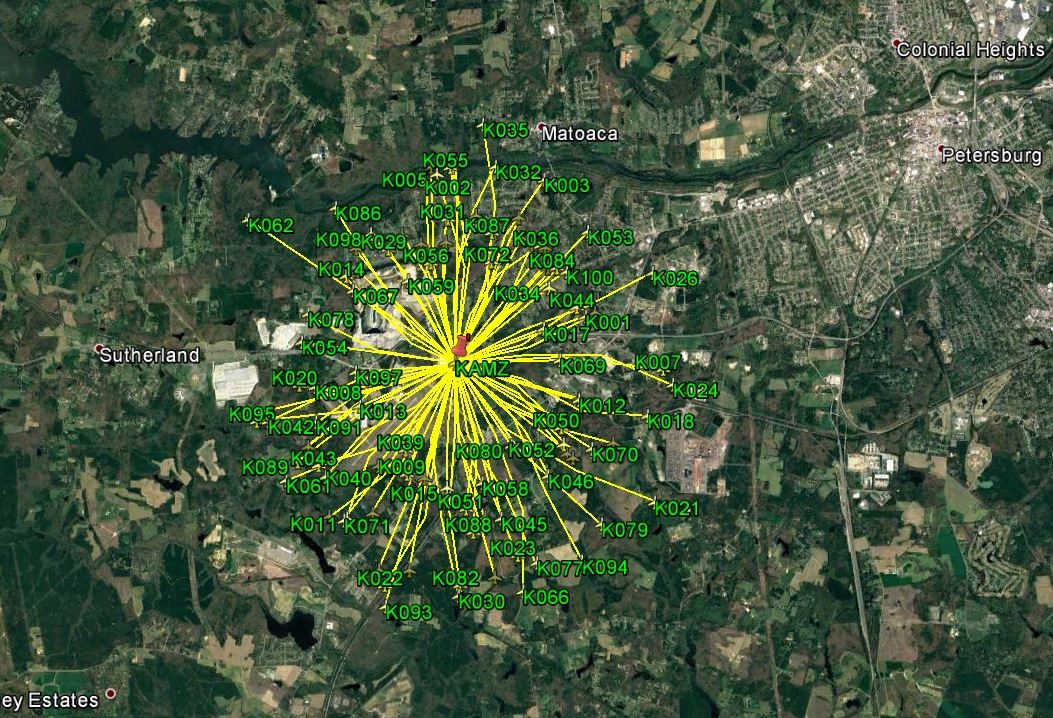 Colonial Heights
K035
Matoaca
Petersburg
K055
K005
K002
K032
K003
K062
K086
K031
K087
K098
K029
K056
K072
K036
K053
K084
K014
K059
K100
K026
K067
K034
K044
K078
K001
K017
K054
Sutherland
KAMZ
K069
K007
K020
K097
K008
K024
K095
K013
K012
K042
K091
K050
K018
K039
K080
K052
K070
K043
K089
K009
K040
K061
K015
K058
K046
K051
K021
K011
K071
K088
K045
K079
K023
K022
K082
K077
K094
K093
K030
K066
ey Estates